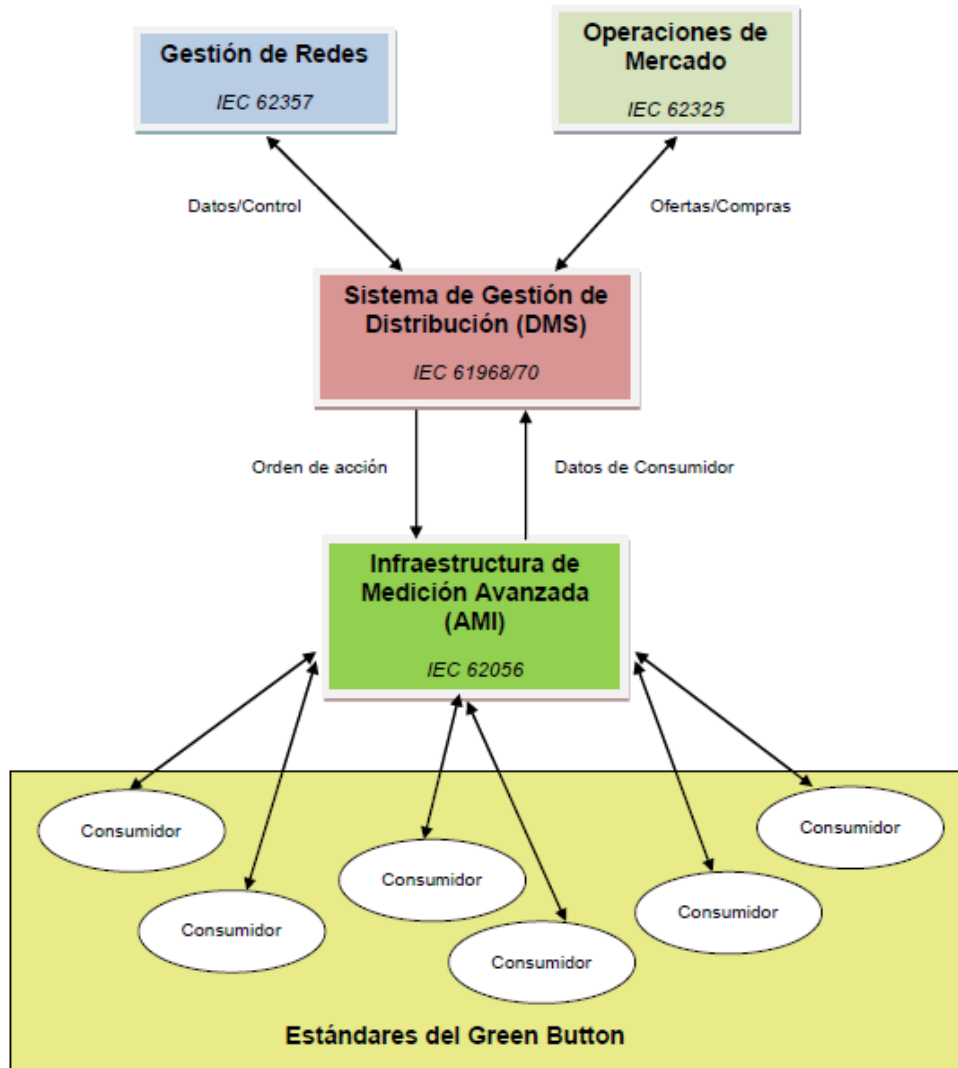 Gestión de Redes
IEC 62357
Operaciones de
Mercado
IEC 62325
Datos/Control
Ofertas/Compras
Sistema de Gestión de
Distribución (DMS)
IEC 61968/70
Orden de acción
Datos de Consumidor
Infraestructura de
Medición Avanzada
(AMI)
IEC 62056
Consumidor
Consumidor
Consumidor
Consumidor
Consumidor
Consumidor
Estándares del Green Button